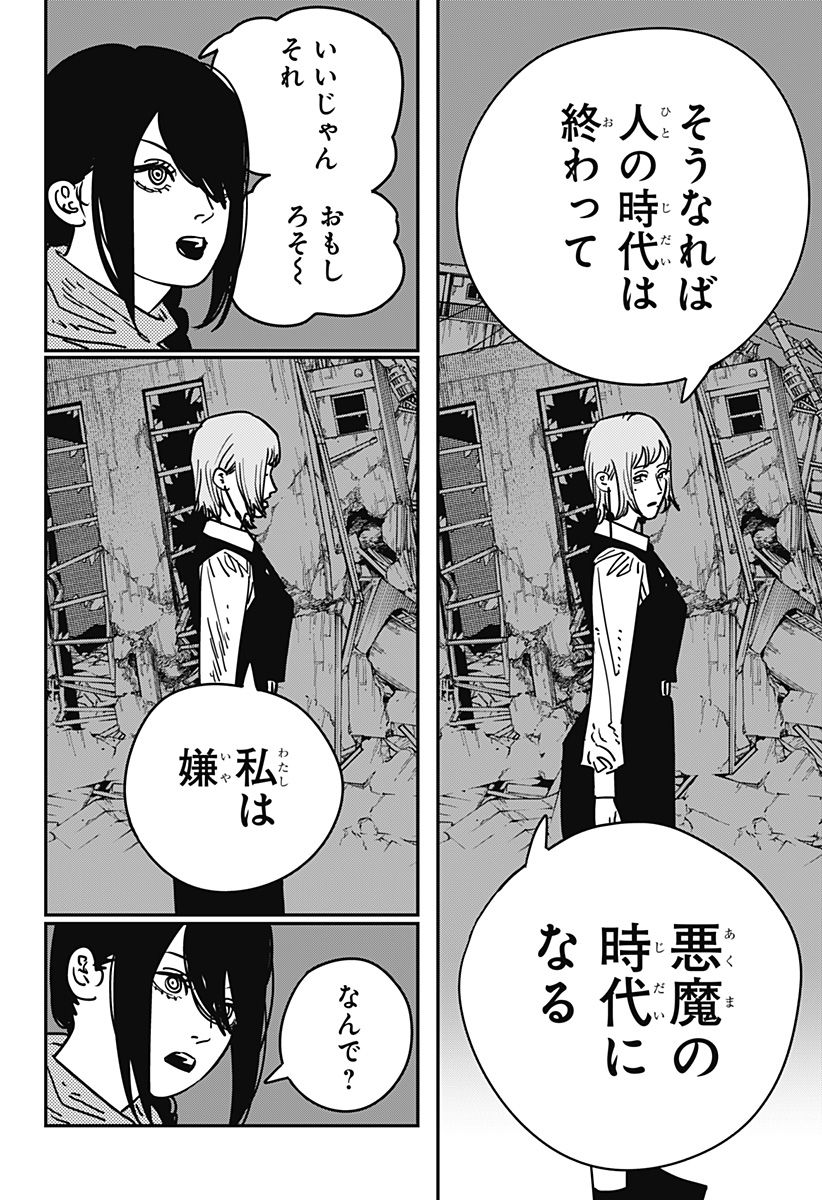 そうなれば
人の時代は
終わって
悪魔の
時代に
なる
いいじゃん
それ
おもし
ろそ〜
私は
嫌
なんで？